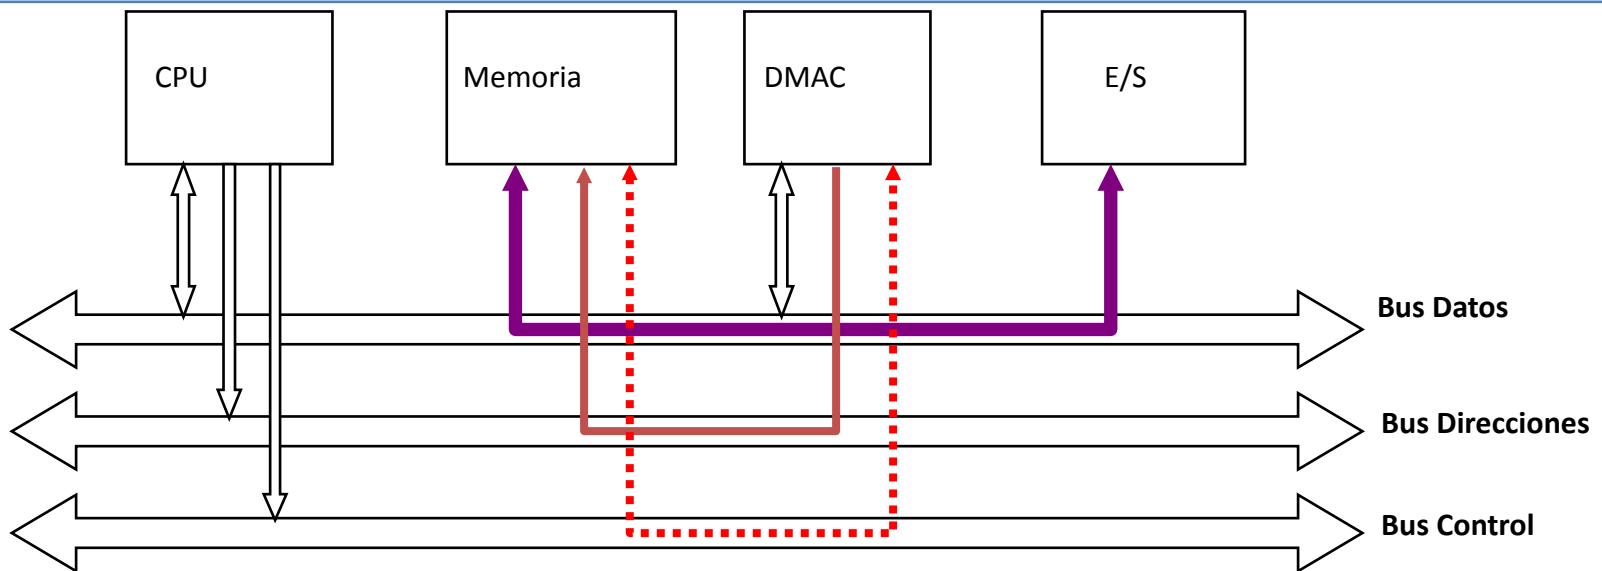 CPU
Memoria
DMAC
E/S
Bus Datos
Bus Direcciones
Bus Control